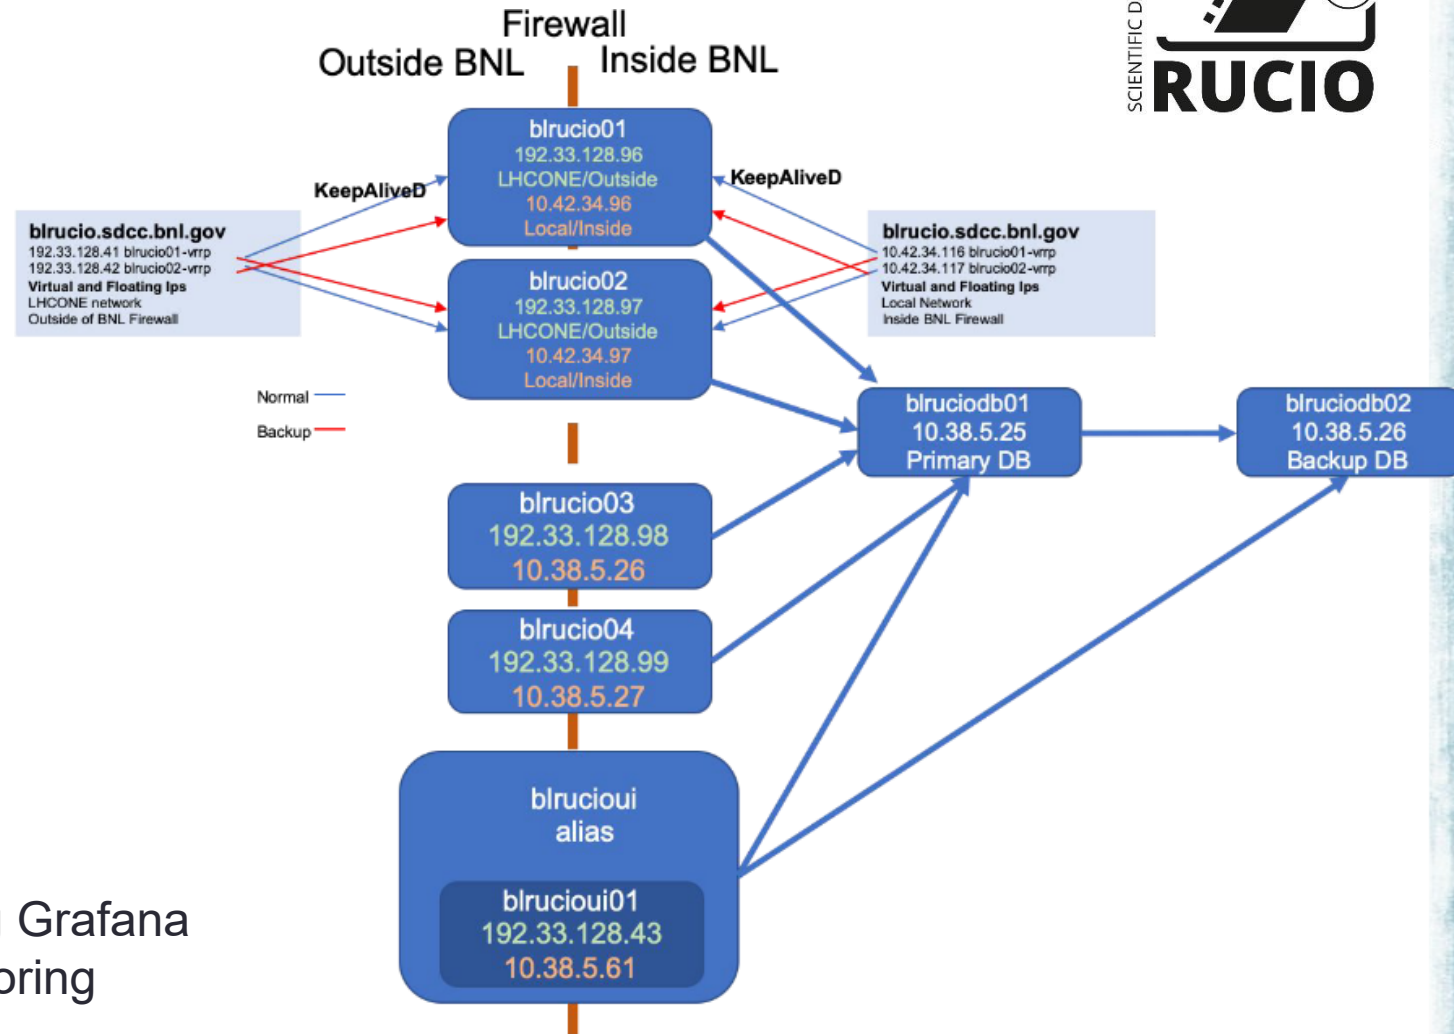 Firewall
Outside BNL
Inside BNL
SCIENTIFIC D
RUCIO
blrucio01
192.33.128.96
LHCONE/Outside
10.42.34.96
Local/Inside
KeepAliveD
KeepAliveD
blrucio.sdcc.bnl.gov
192.33.128.41 blrucio01-vrrp
192.33.128.42 blrucio02-vrrp
Virtual and Floating Ips
LHCONE network
Outside of BNL Firewall
blrucio.sdcc.bnl.gov
10.42.34.116 blrucio01-vrrp
10.42.34.117 blrucio02-vrrp
Virtual and Floating Ips
Local Network
Inside BNL Firewall
blrucio02
192.33.128.97
LHCONE/Outside
10.42.34.97
Local/Inside
Normal
Backup
blruciodb01
10.38.5.25
Primary DB
blruciodb02
10.38.5.26
Backup DB
blrucio03
192.33.128.98
10.38.5.26
blrucio04
192.33.128.99
10.38.5.27
blrucioui
alias
blrucioui01
192.33.128.43
10.38.5.61
Grafana
oring